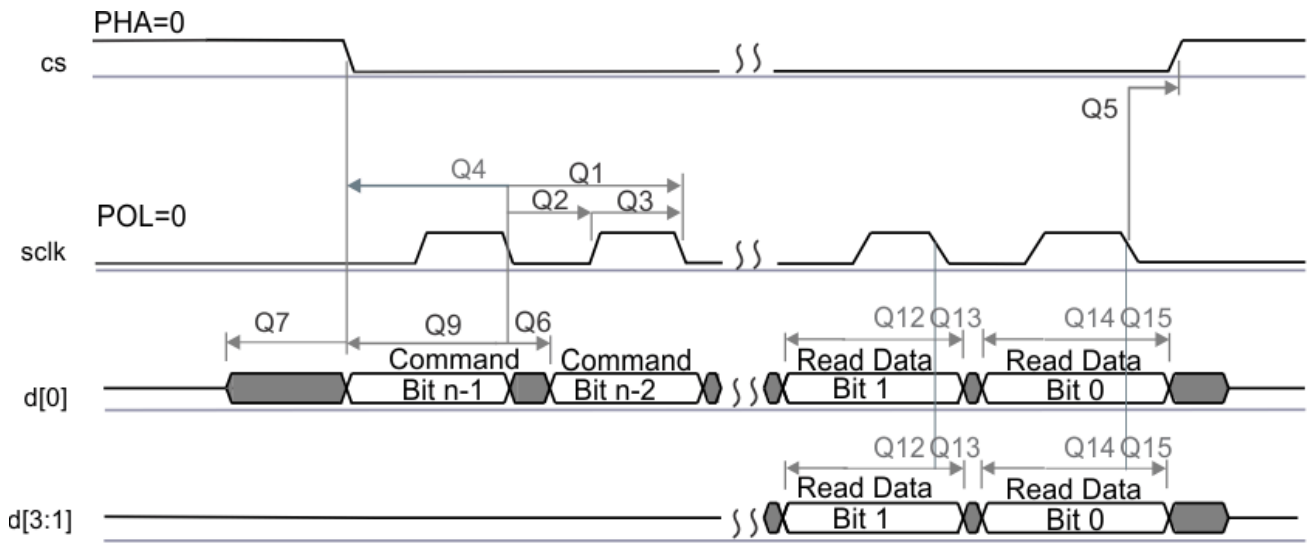 PHA=0
cs
Q5
Q4 Q1
Q2 Q3
POL=0
sclk
Q7 Q9 Q6 Q12 Q13 Q14 Q15
Command Command Read Data Read Data
d[0] Bit n-1 Bit n-2 Bit 1 Bit 0
Q12 Q13 Q14 Q15
Read Data Read Data
d[3:1] Bit 1 Bit 0